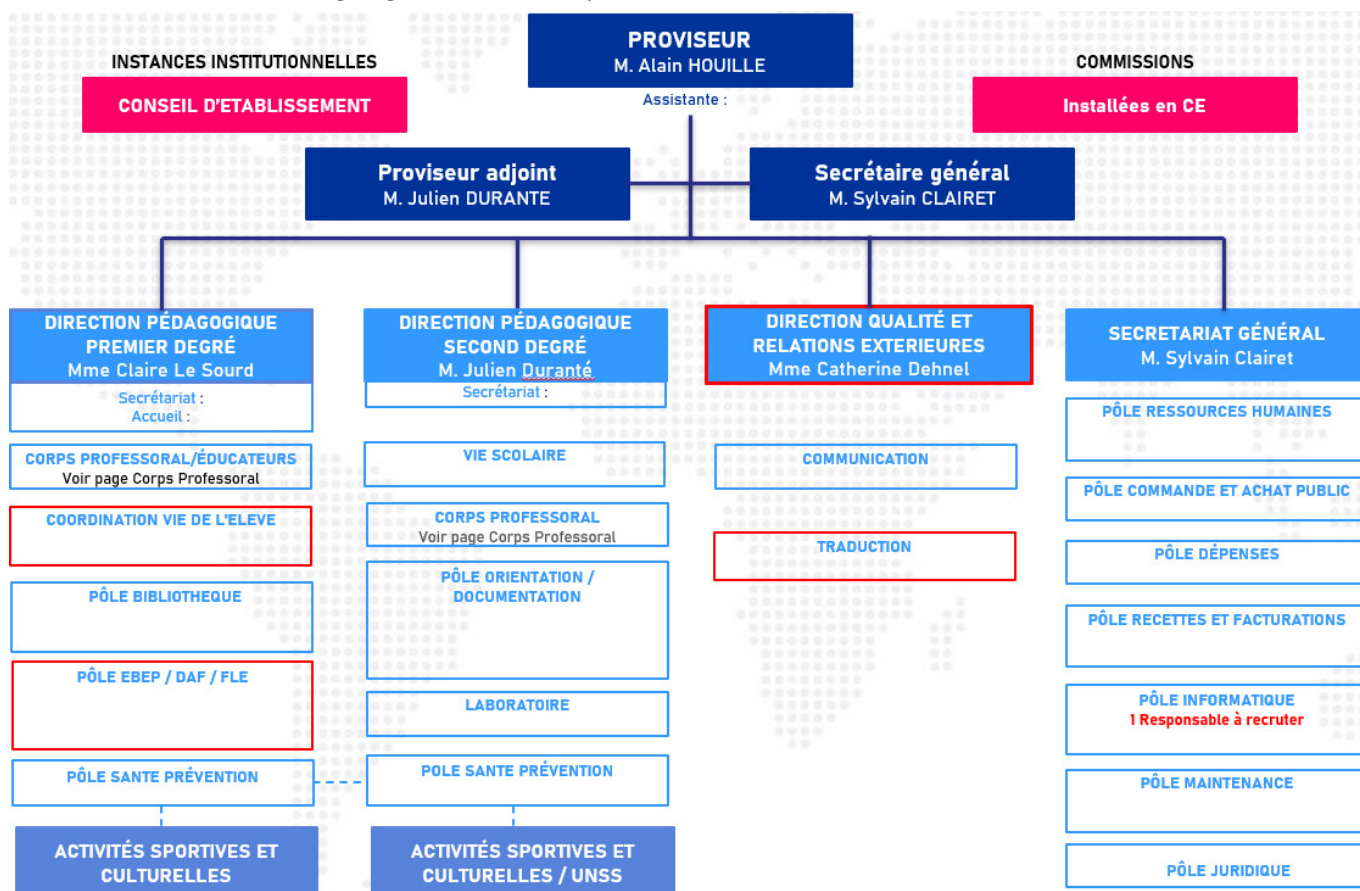 PROVISEUR
M. Alain HOUILLE
Assistante :
INSTANCES INSTITUTIONNELLES
CONSEIL D'ETABLISSEMENT
COMMISSIONS
Installées en CE
Proviseur adjoint
M. Julien DURANTE
Secrétaire général
M. Sylvain CLAIRET
DIRECTION PÉDAGOGIQUE
PREMIER DEGRÉ
Mme Claire Le Sourd
Secrétariat :
Accueil :
CORPS PROFESSORAL/ÉDUCATEURS
Voir page Corps Professoral
COORDINATION VIE DE L'ELEVE
PÔLE BIBLIOTHEQUE
PÔLE EBEP / DAF / FLE
PÔLE SANTE PRÉVENTION
ACTIVITÉS SPORTIVES ET
CULTURELLES
DIRECTION PÉDAGOGIQUE
SECOND DEGRÉ
M. Julien Duranté
Secrétariat :
VIE SCOLAIRE
CORPS PROFESSORAL
Voir page Corps Professoral
PÔLE ORIENTATION /
DOCUMENTATION
LABORATOIRE
POLE SANTE PRÉVENTION
ACTIVITÉS SPORTIVES ET
CULTURELLES / UNSS
DIRECTION QUALITÉ ET
RELATIONS EXTERIEURES
Mme Catherine Dehnel
COMMUNICATION
TRADUCTION
SECRETARIAT GÉNÉRAL
M. Sylvain Clairet
PÔLE RESSOURCES HUMAINES
PÔLE COMMANDE ET ACHAT PUBLIC
PÔLE DÉPENSES
PÔLE RECETTES ET FACTURATIONS
PÔLE INFORMATIQUE
1 Responsable à recruter
PÔLE MAINTENANCE
PÔLE JURIDIQUE